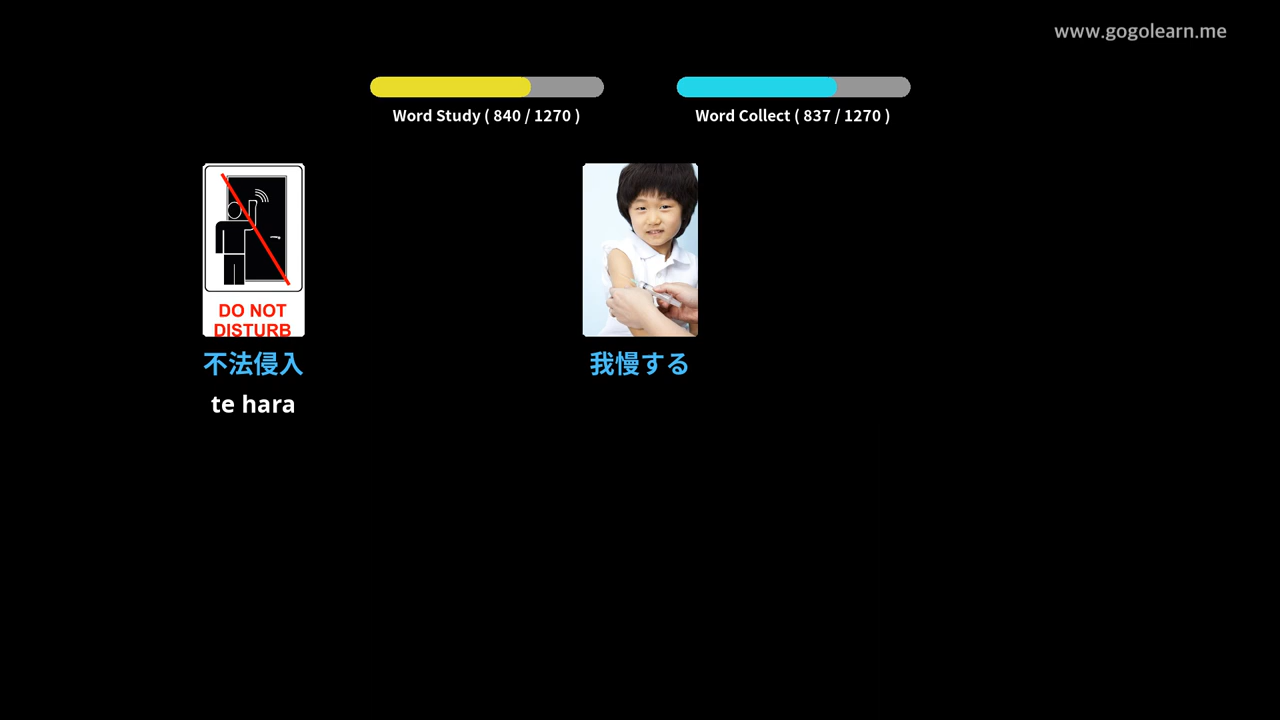 www.gogolearn.me
Word Study ( 840 / 1270 )
Word Collect ( 837 / 1270 )
DO NOT
DISTURB
不法侵入
我慢する
te hara